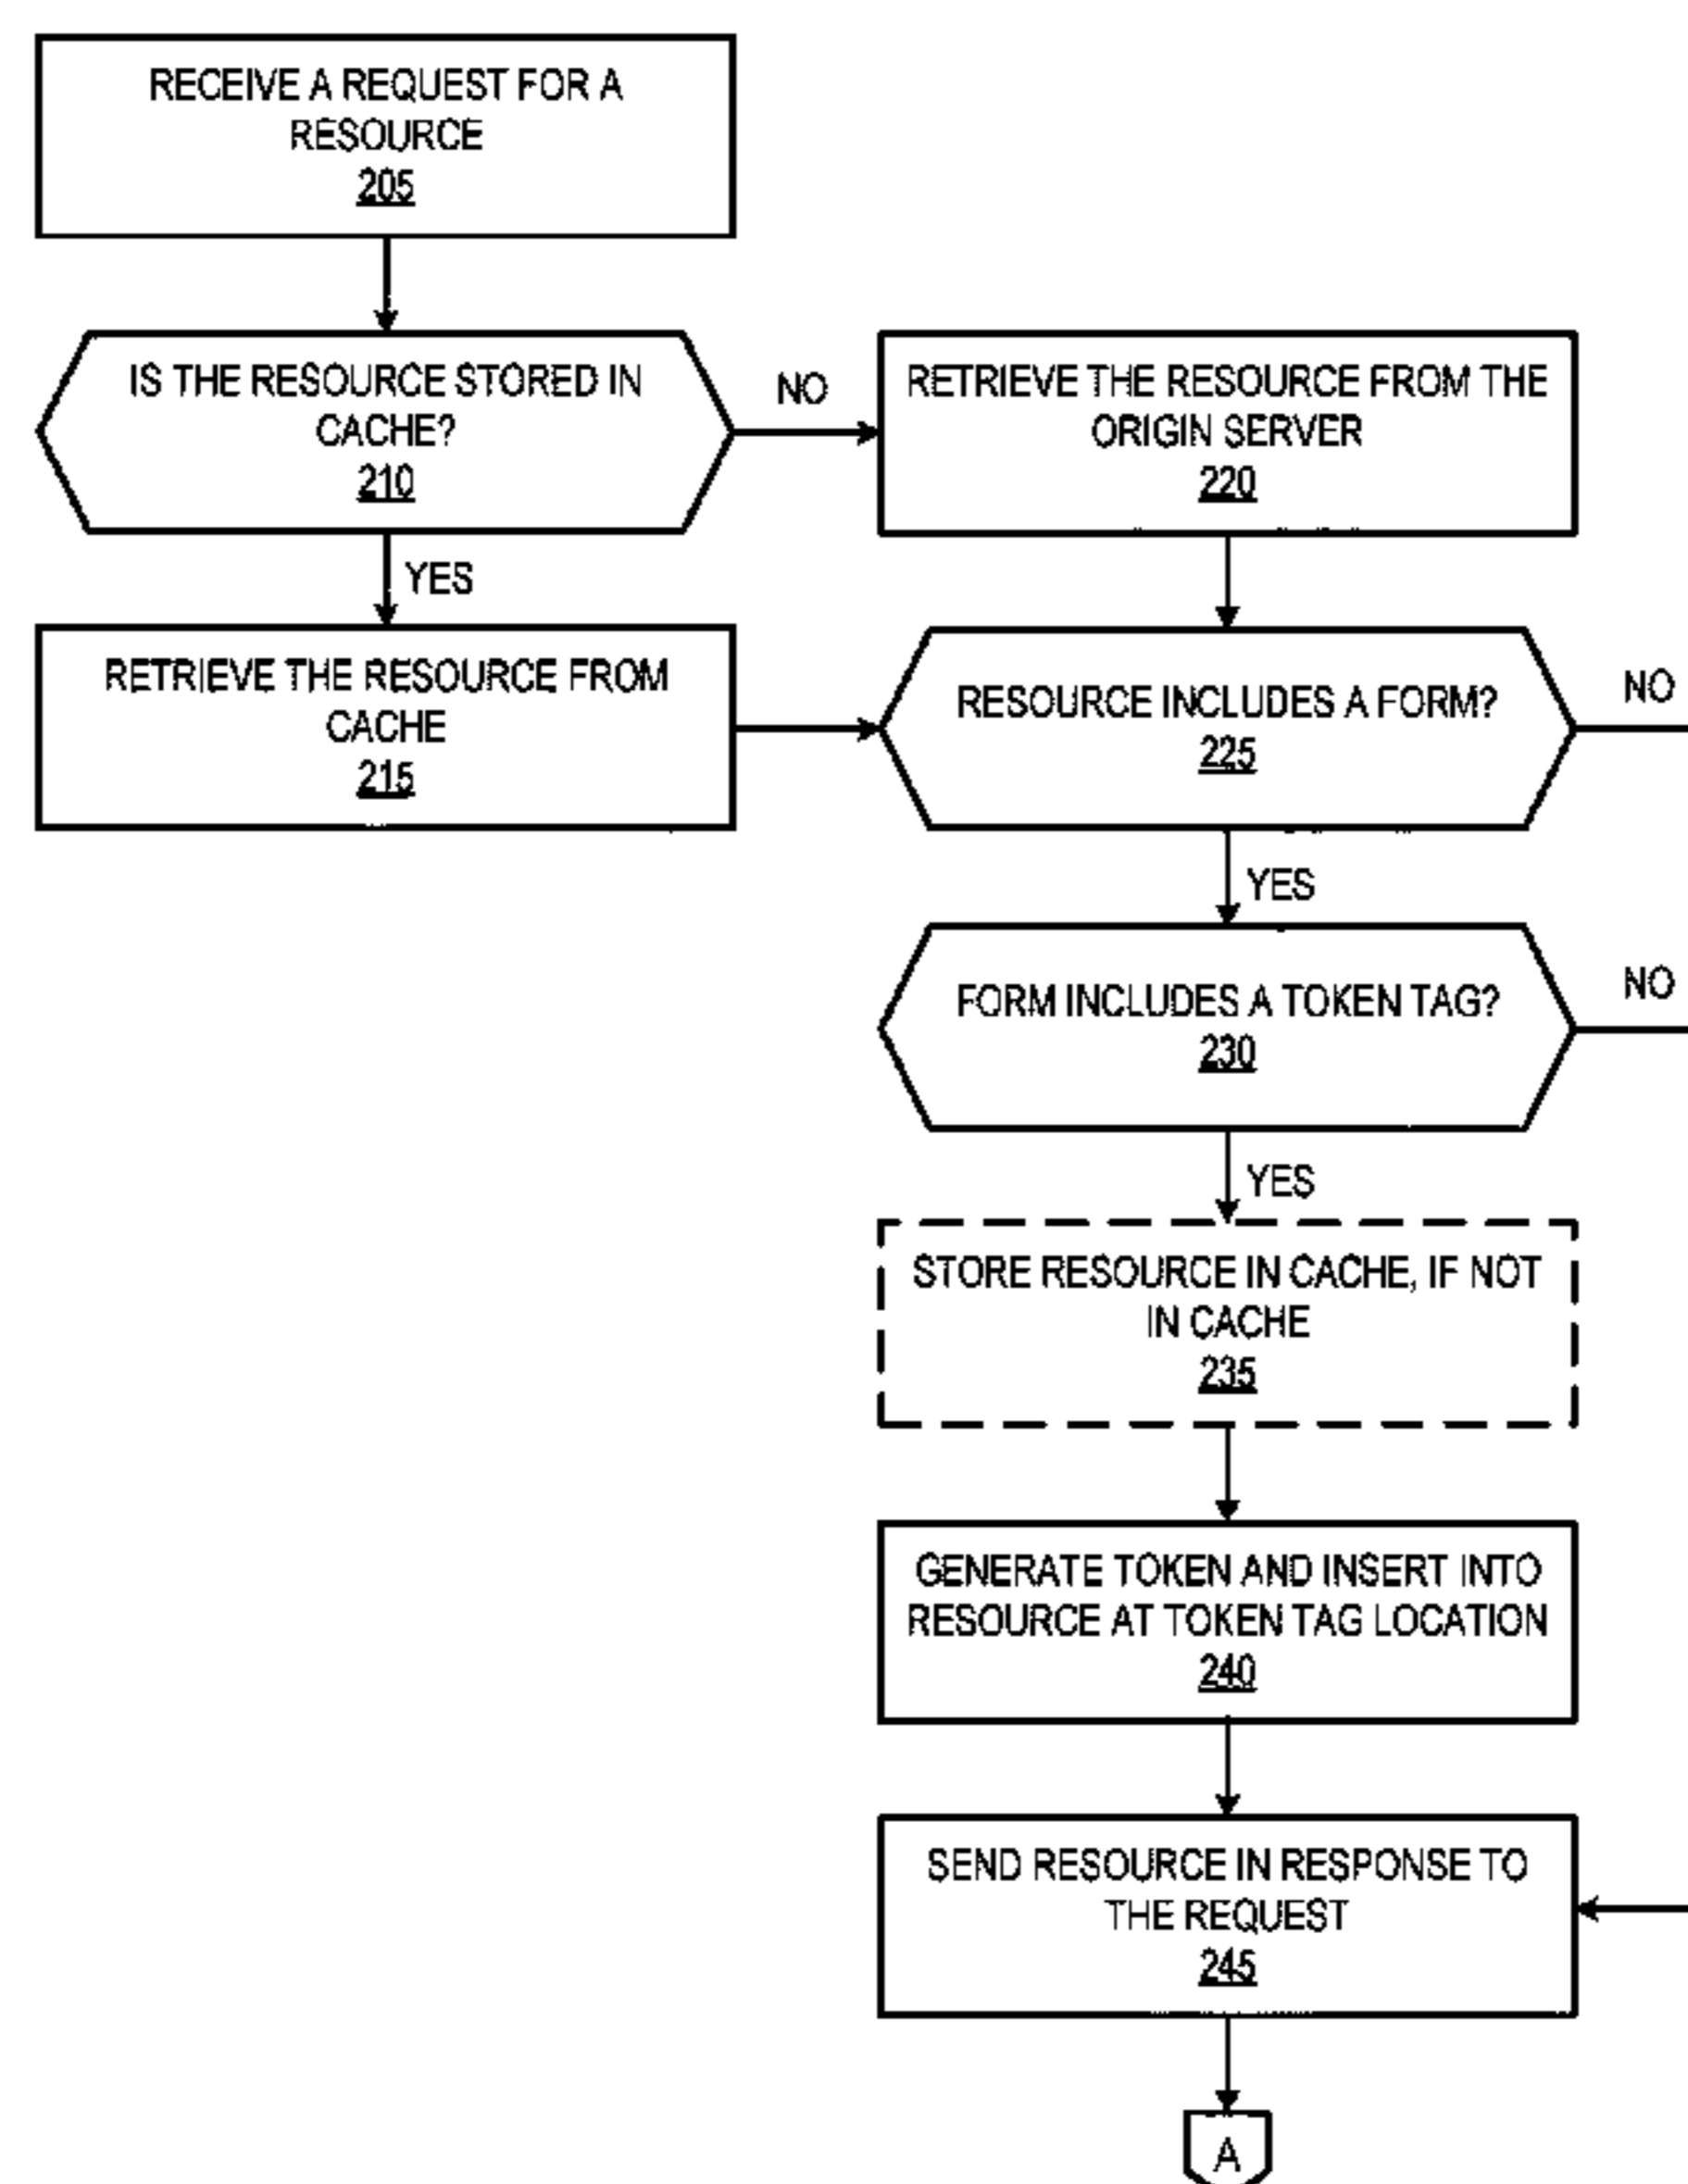 RECEIVE A REQUEST FOR A
RESOURCE
205
IS THE RESOURCE STORED IN
CACHE?
210
NO
RETRIEVE THE RESOURCE FROM THE
ORIGIN SERVER
220
YES
RETRIEVE THE RESOURCE FROM
CACHE
215
RESOURCE INCLUDES A FORM?
225
NO
YES
FORM INCLUDES A TOKEN TAG?
230
NO
YES
STORE RESOURCE IN CACHE, IF NOT
IN CACHE
235
GENERATE TOKEN AND INSERT INTO
RESOURCE AT TOKEN TAG LOCATION
240
SEND RESOURCE IN RESPONSE TO
THE REQUEST
245
A